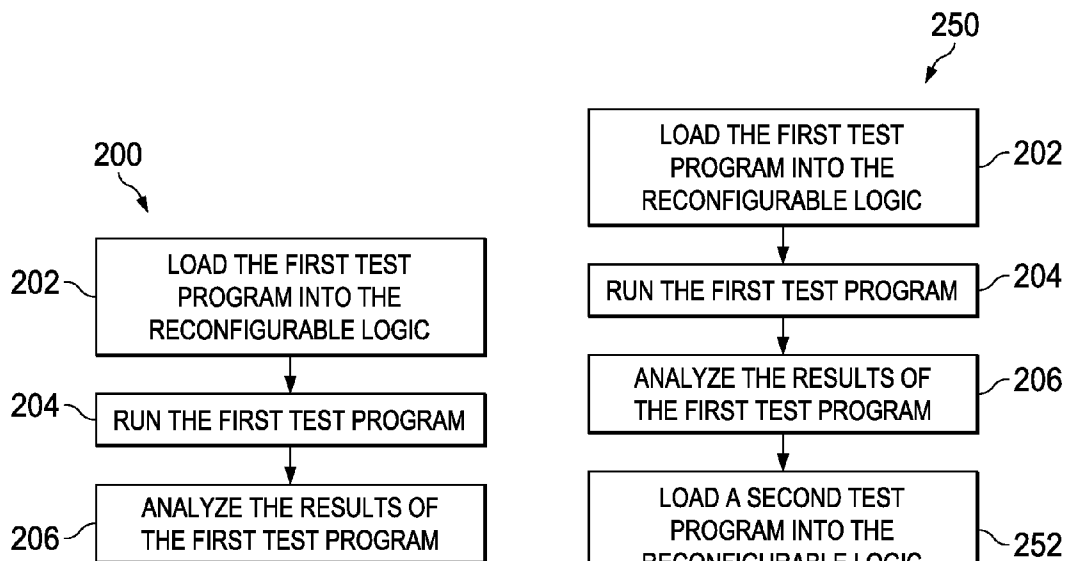 200
202
LOAD THE FIRST TEST
PROGRAM INTO THE
RECONFIGURABLE LOGIC
204
RUN THE FIRST TEST PROGRAM
206
ANALYZE THE RESULTS OF
THE FIRST TEST PROGRAM
250
LOAD THE FIRST TEST
PROGRAM INTO THE
RECONFIGURABLE LOGIC
202
RUN THE FIRST TEST PROGRAM
204
ANALYZE THE RESULTS OF
THE FIRST TEST PROGRAM
206
LOAD A SECOND TEST
PROGRAM INTO THE
RECONFIGURABLE LOGIC
252